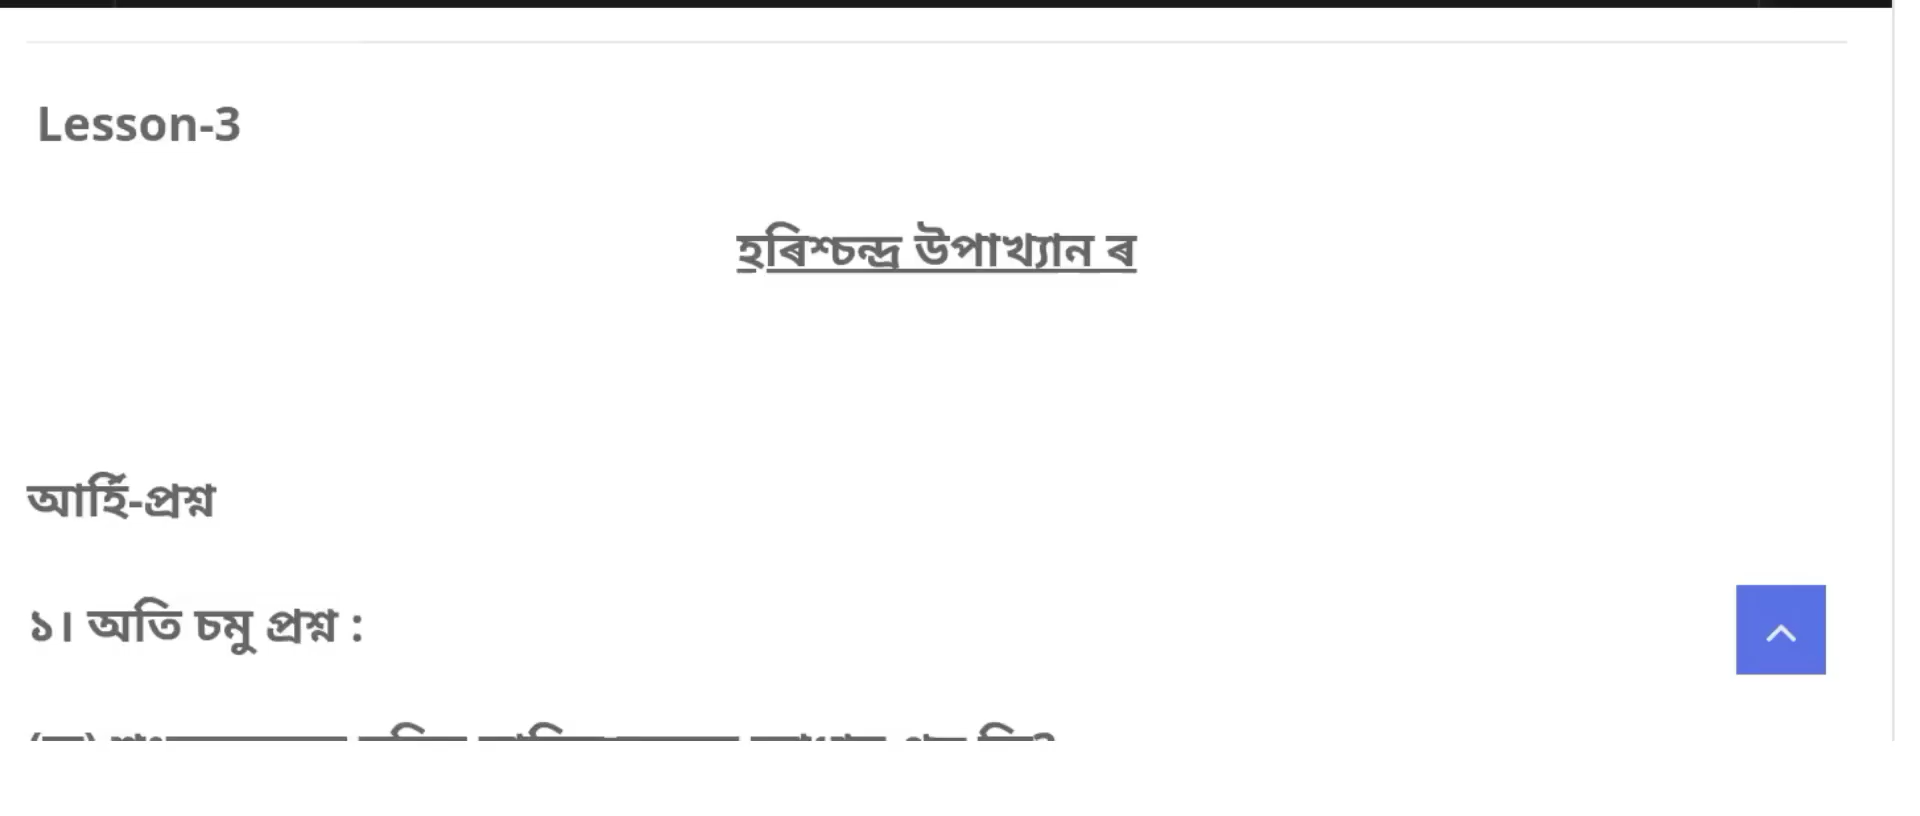 Lesson-3
হৰিশ্চন্দ্ৰ উপাখ্যান ৰ
আৰ্হি-প্ৰশ্ন
১। অতি চমু প্ৰশ্ন :